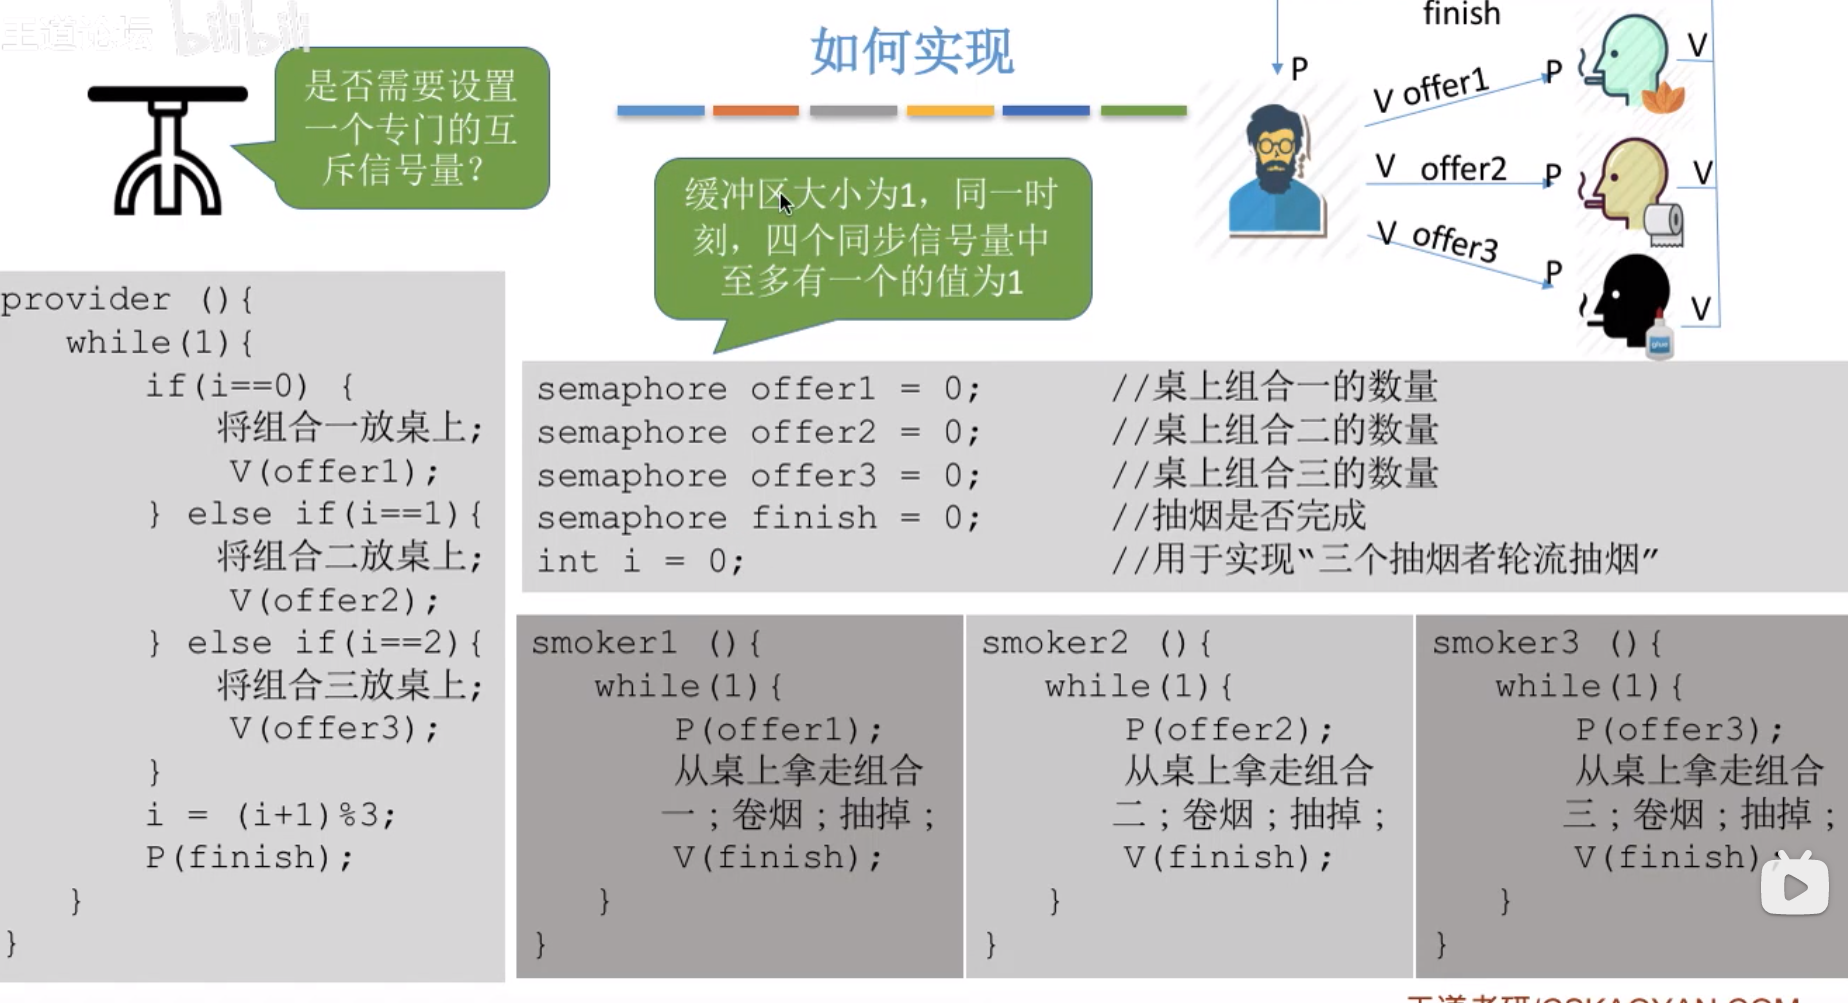 王道论坛 bilibili
如何实现
是否需要设置
一个专门的互
斥信号量?
缓冲区大小为1，同一时
刻，四个同步信号量中
至多有一个的值为1
finish
P
V offer1 P V
V offer2 P V
V offer3 P V
glue
provider (){
while(1){
if(i==0) {
将组合一放桌上;
V(offer1);
} else if(i==1){
将组合二放桌上;
V(offer2);
} else if(i==2){
将组合三放桌上;
V(offer3);
}
i = (i+1)%3;
P(finish);
}
}
semaphore offer1 = 0; //桌上组合一的数量
semaphore offer2 = 0; //桌上组合二的数量
semaphore offer3 = 0; //桌上组合三的数量
semaphore finish = 0; //抽烟是否完成
int i = 0; //用于实现“三个抽烟者轮流抽烟”
smoker1 (){
while(1){
P(offer1);
从桌上拿走组合
一；卷烟；抽掉；
V(finish);
}
}
smoker2 (){
while(1){
P(offer2);
从桌上拿走组合
二；卷烟；抽掉；
V(finish);
}
}
smoker3 (){
while(1){
P(offer3);
从桌上拿走组合
三；卷烟；抽掉；
V(finish);
}
}
王道考研/CSKAOYAN.COM